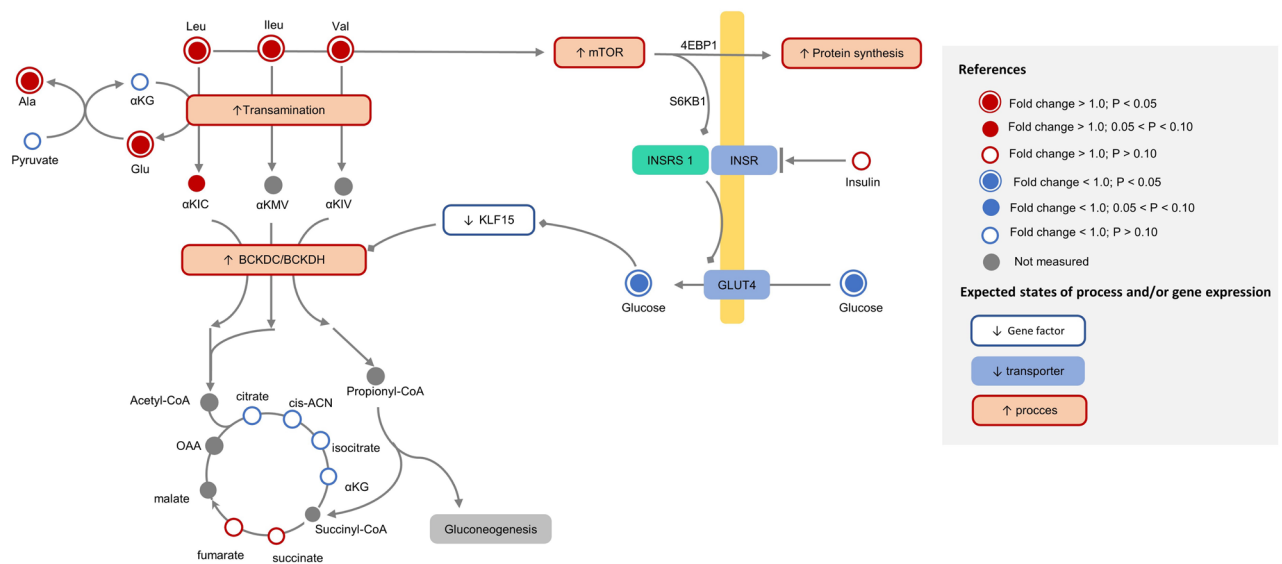 Leu
Ileu
Val
↑ mTOR
4EBP1
↑ Protein synthesis
S6KB1
Ala
αKG
↑Transamination
Pyruvate
Glu
INSRS 1
INSR
Insulin
αKIC
αKMV
αKIV
↓ KLF15
↑ BCKDC/BCKDH
GLUT4
Glucose
Glucose
Acetyl-CoA
Propionyl-CoA
citrate
cis-ACN
OAA
isocitrate
αKG
malate
Succinyl-CoA
Gluconeogenesis
fumarate
succinate
References
Fold change > 1.0; P < 0.05
Fold change > 1.0; 0.05 < P < 0.10
Fold change > 1.0; P > 0.10
Fold change < 1.0; P < 0.05
Fold change < 1.0; 0.05 < P < 0.10
Fold change < 1.0; P > 0.10
Not measured
Expected states of process and/or gene expression
↓ Gene factor
↓ transporter
↑ procces